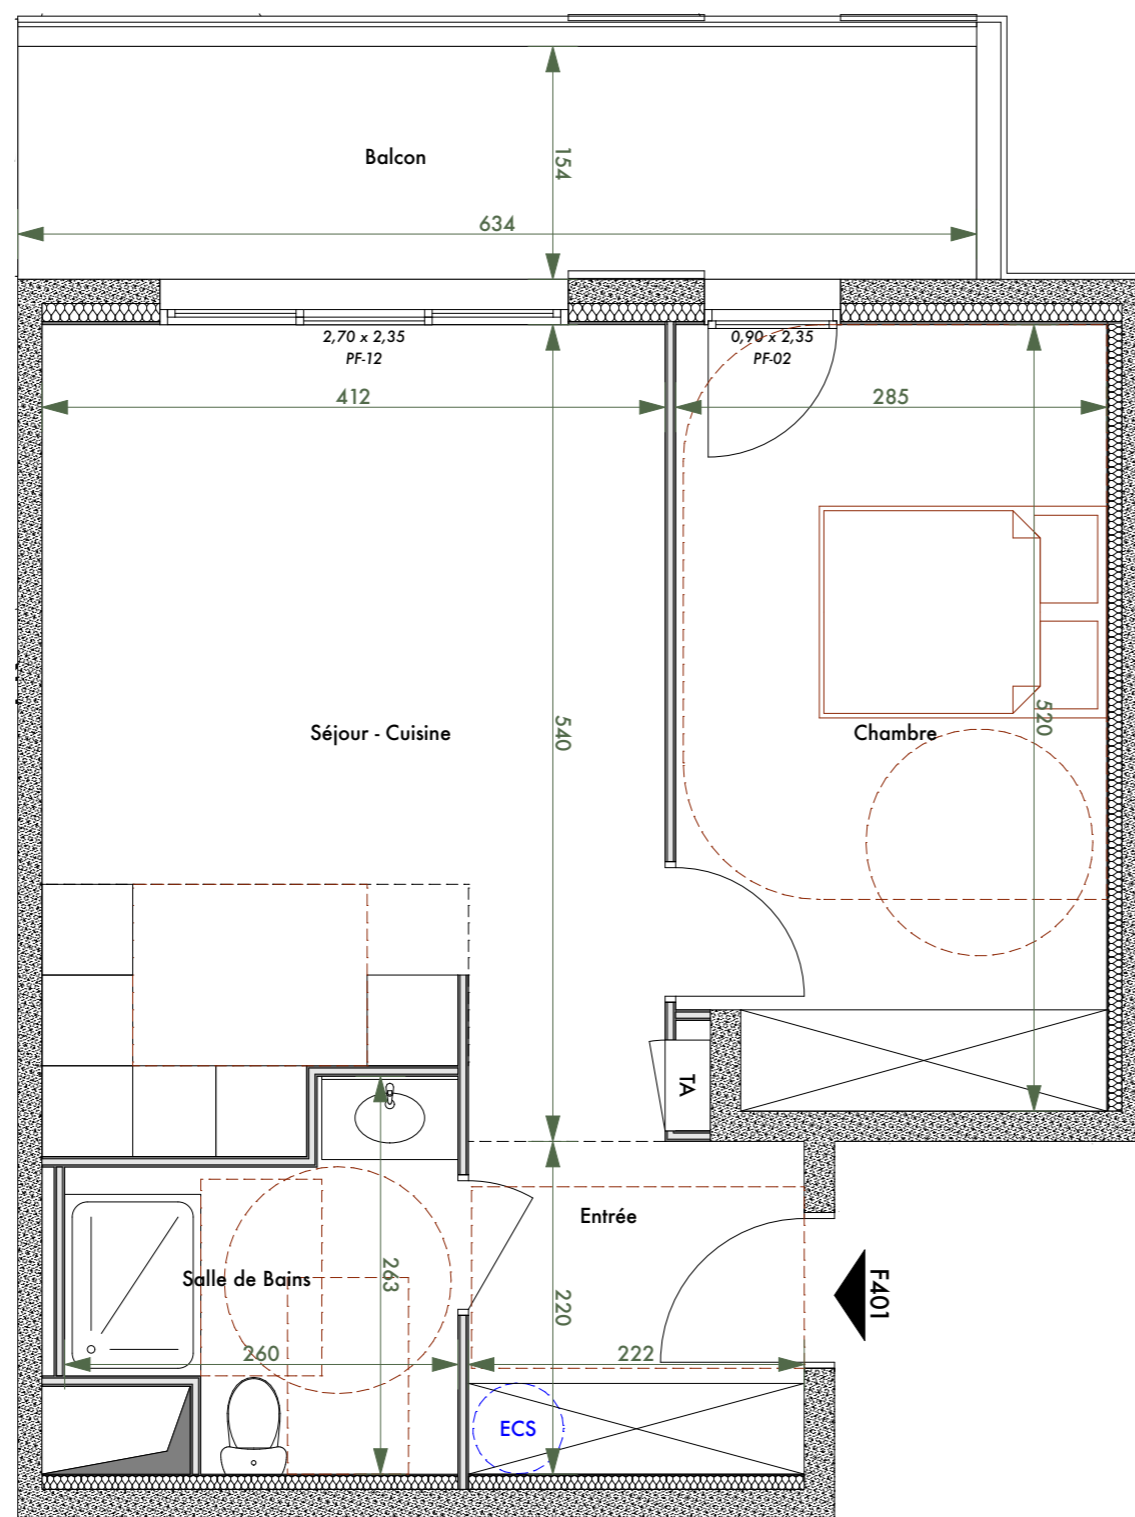 Balcon
154
634
2,70 x 2,35
PF-12
0,90 x 2,35
PF-02
412
285
Séjour - Cuisine
540
Chambre
520
TA
Entrée
Salle de Bains
263
220
F401
260
222
ECS